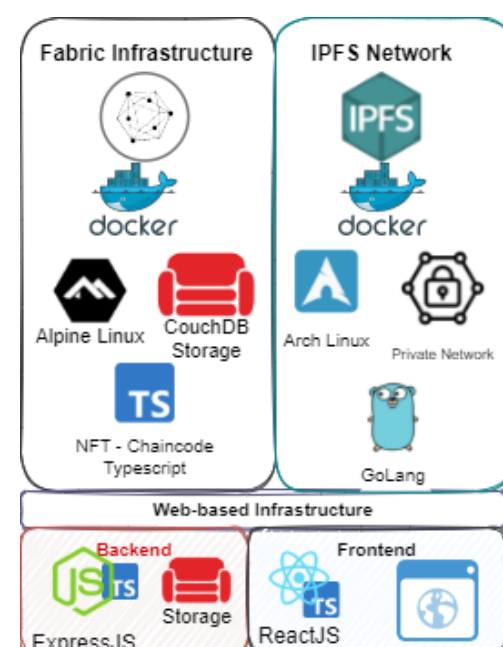 Fabric Infrastructure
IPFS Network
IPFS
docker
docker
Alpine Linux
CouchDB
Storage
Arch Linux
Private Network
TS
NFT - Chaincode
Typescript
GoLang
Web-based Infrastructure
Backend
Frontend
JS
TS
Storage
TS
ExpressJS
ReactJS